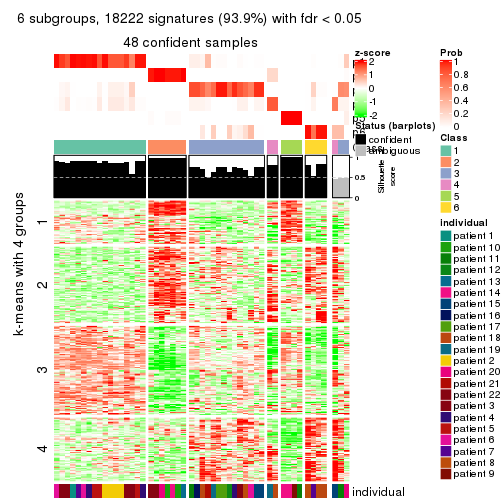 6 subgroups, 18222 signatures (93.9%) with fdr < 0.05
48 confident samples
k-means with 4 groups
1
2
3
4
individual
z-score
2
1
0
-1
-2
Status (barplots)
confident
ambiguous
1
0.5
0
Silhouette
score
Prob
1
0.8
0.6
0.4
0.2
0
Class
1
2
3
4
5
6
individual
patient 1
patient 10
patient 11
patient 12
patient 13
patient 14
patient 15
patient 16
patient 17
patient 18
patient 19
patient 2
patient 20
patient 21
patient 22
patient 3
patient 4
patient 5
patient 6
patient 7
patient 8
patient 9